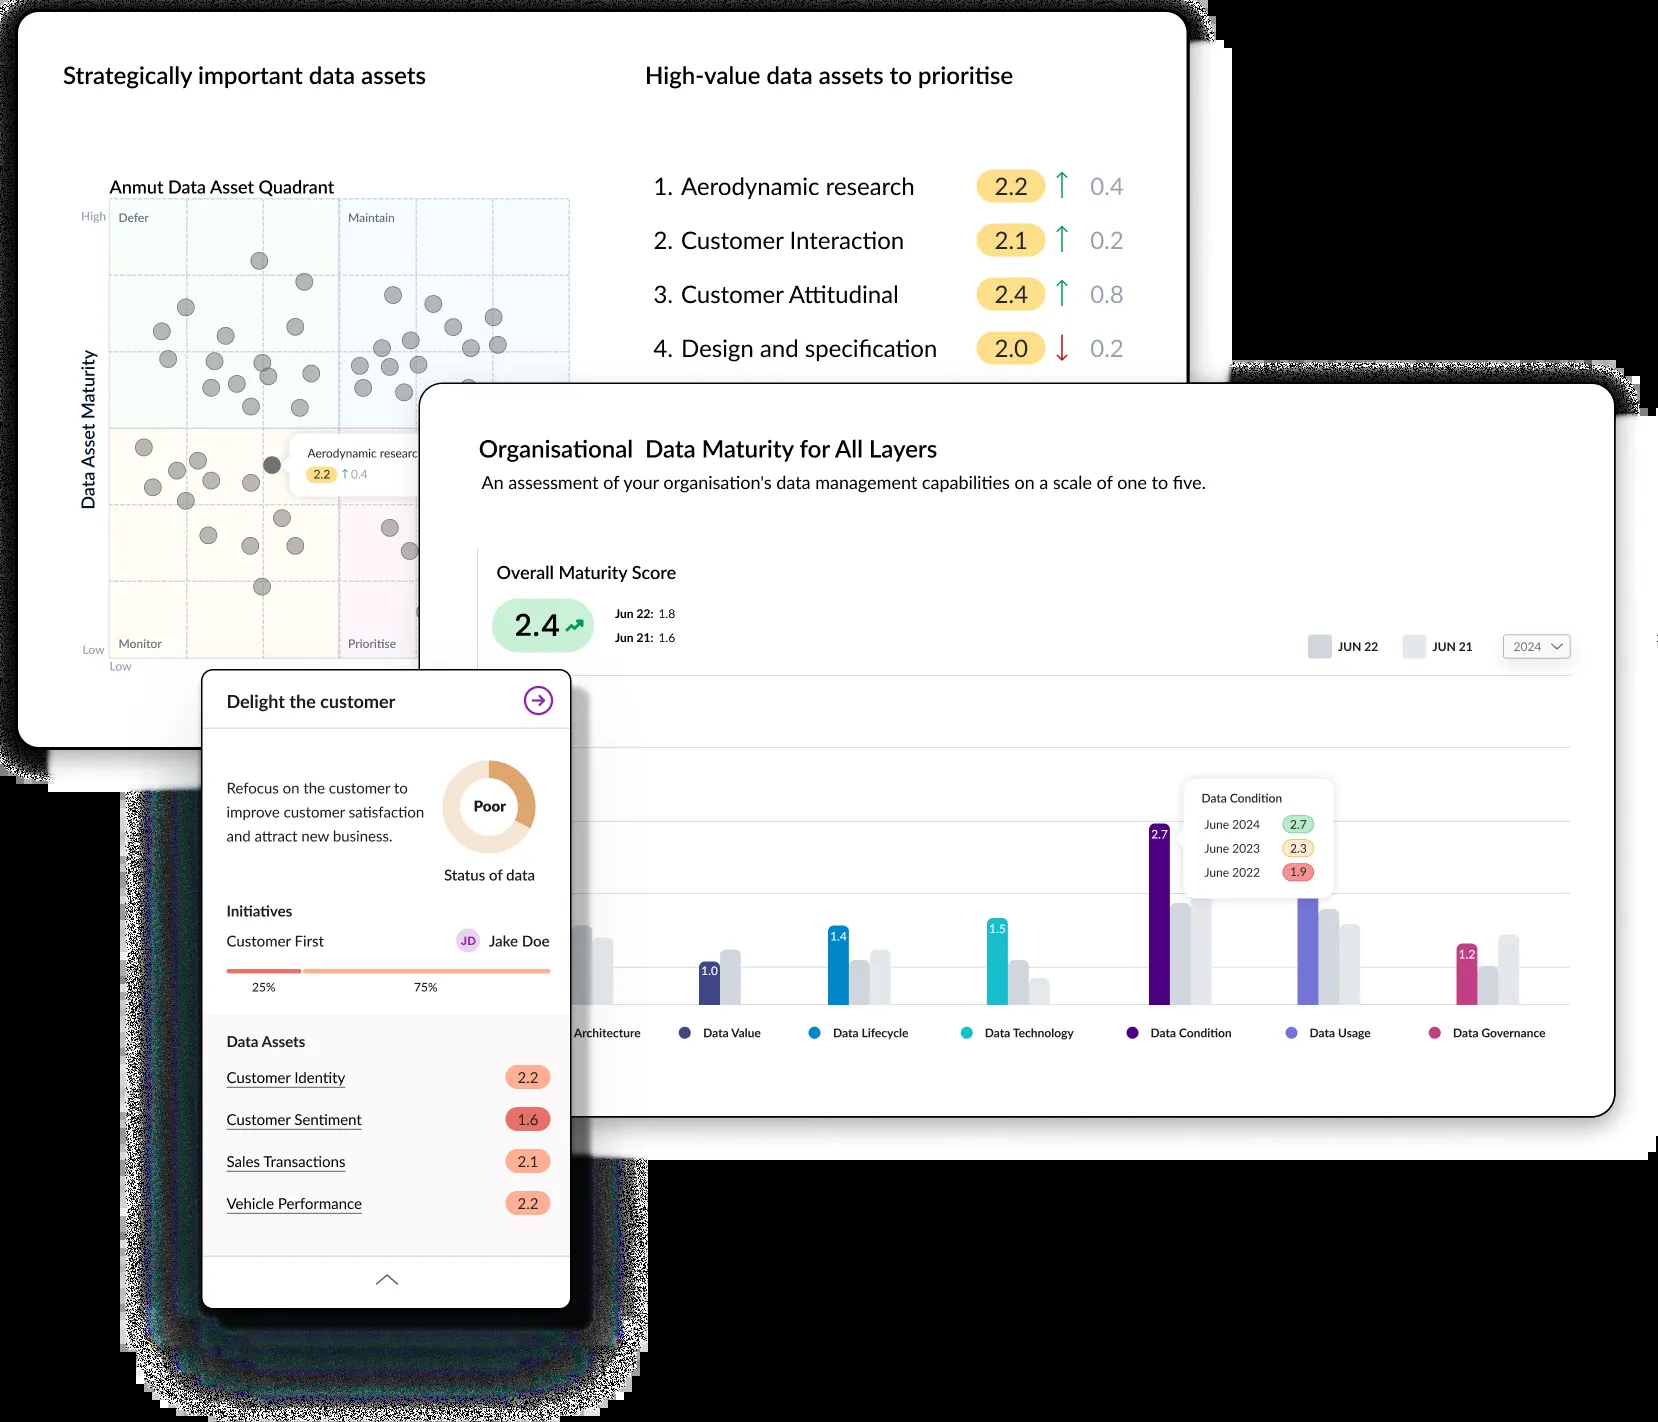 Strategically important data assets
Anmut Data Asset Quadrant
High
Defer
Maintain
Data Asset Maturity
Aerodynamic researc
2.2 ↑ 0.4
Low
Monitor
Prioritise
Low
High-value data assets to prioritise
1. Aerodynamic research 2.2 ↑ 0.4
2. Customer Interaction 2.1 ↑ 0.2
3. Customer Attitudinal 2.4 ↑ 0.8
4. Design and specification 2.0 ↓ 0.2
Organisational Data Maturity for All Layers
An assessment of your organisation's data management capabilities on a scale of one to five.
Overall Maturity Score
2.4
Jun 22: 1.8
Jun 21: 1.6
JUN 22
JUN 21
2024
2.7
Data Condition
June 2024 2.7
June 2023 2.3
June 2022 1.9
1.0
1.4
1.5
1.2
Architecture
Data Value
Data Lifecycle
Data Technology
Data Condition
Data Usage
Data Governance
Delight the customer
Refocus on the customer to
improve customer satisfaction
and attract new business.
Poor
Status of data
Initiatives
Customer First
JD Jake Doe
25%
75%
Data Assets
Customer Identity 2.2
Customer Sentiment 1.6
Sales Transactions 2.1
Vehicle Performance 2.2